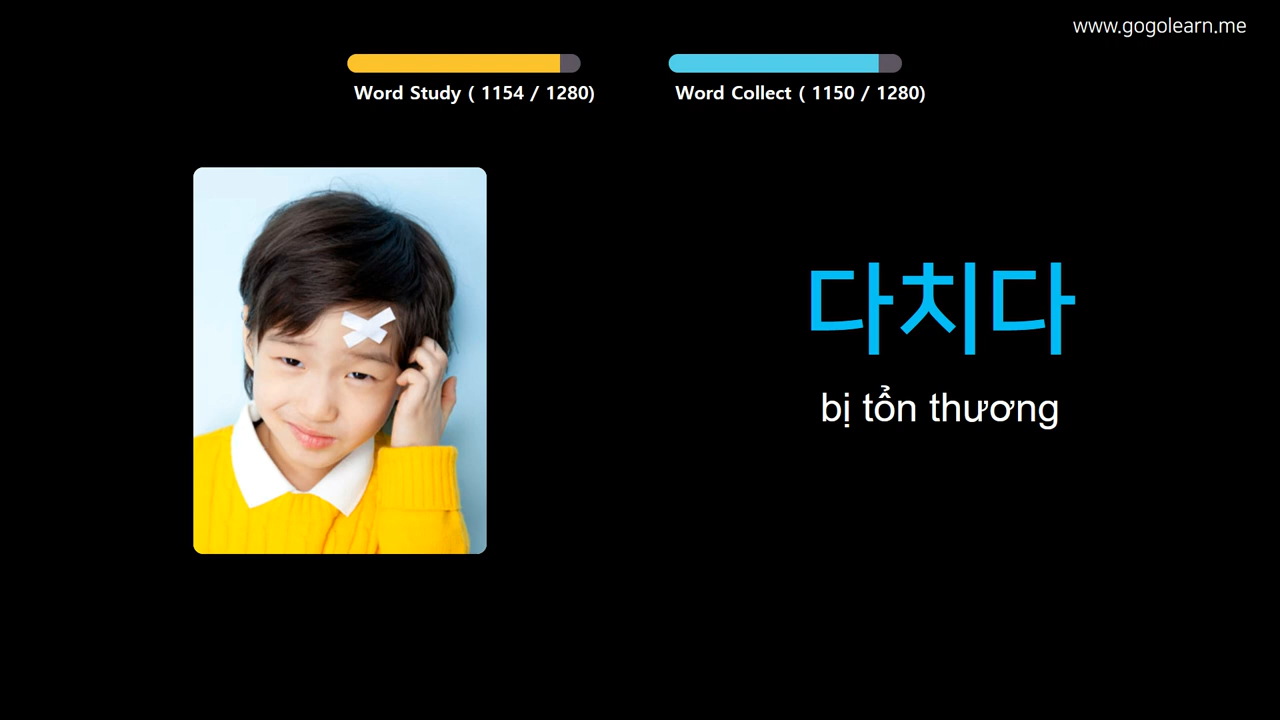 www.gogolearn.me
Word Study ( 1154 / 1280)
Word Collect ( 1150 / 1280)
다치다
bị tổn thương